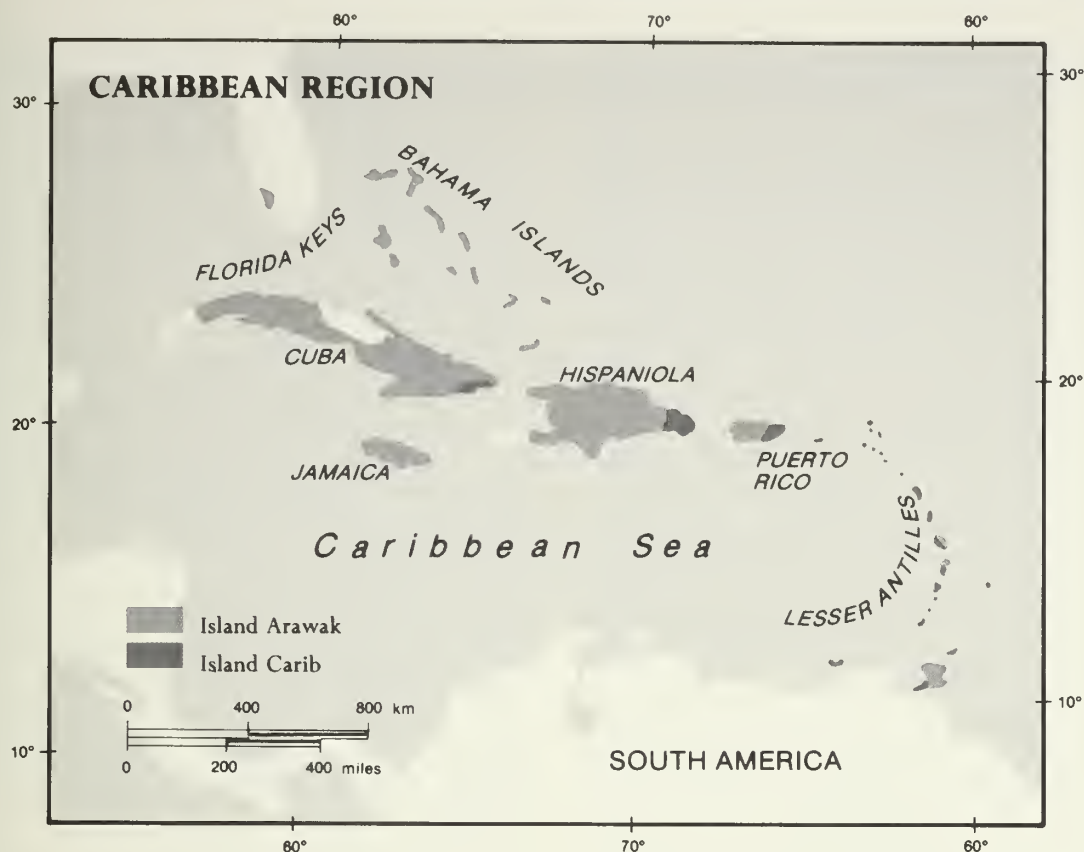 80°
70°
60°
CARIBBEAN REGION
30°
30°
BAHAMA ISLANDS
FLORIDA KEYS
CUBA
HISPANIOLA
20°
20°
JAMAICA
PUERTO
RICO
Caribbean Sea
LESSER ANTILLES
Island Arawak
Island Carib
0 400 800 km
0 200 400 miles
10°
10°
SOUTH AMERICA
80°
70°
60°